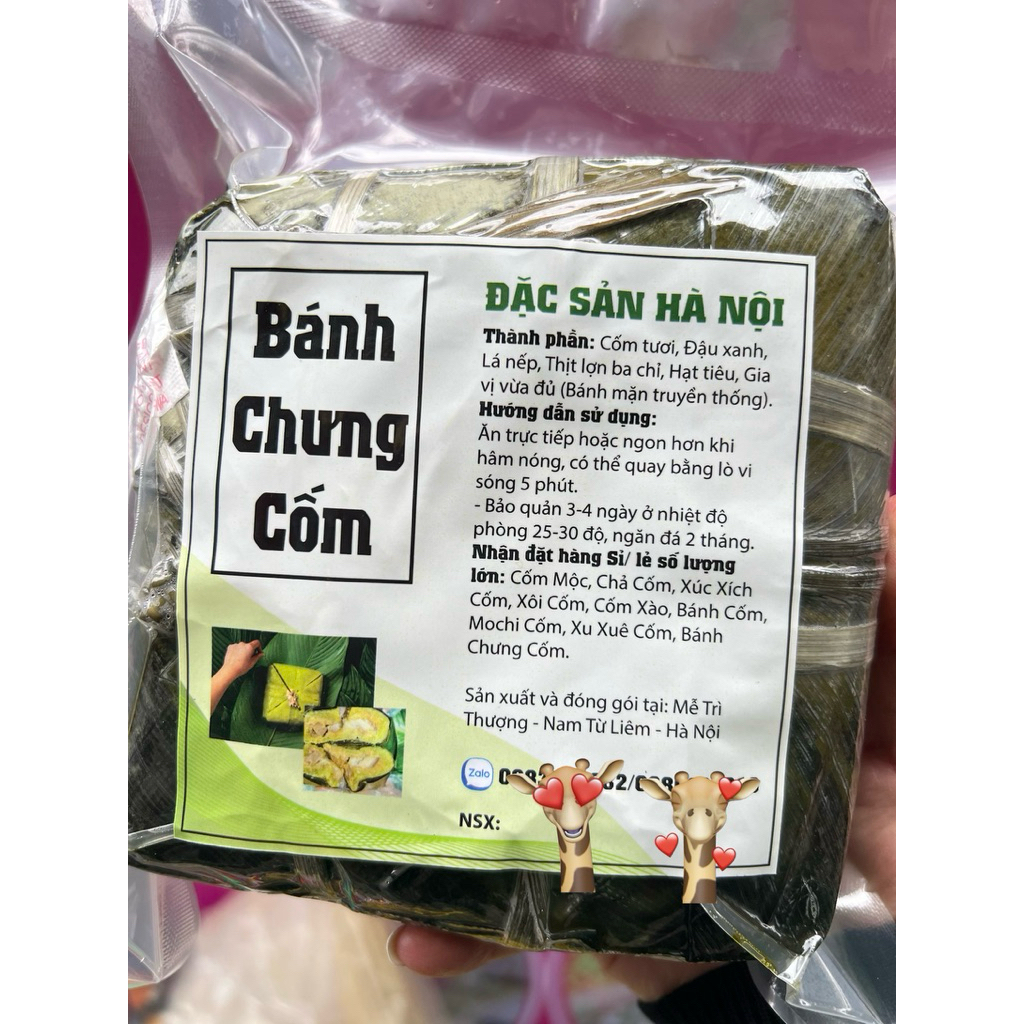 Bánh
Chưng
Cốm
ĐẶC SẢN HÀ NỘI
Thành phần: Cốm tươi, Đậu xanh,
Lá nếp, Thịt lợn ba chỉ, Hạt tiêu, Gia
vị vừa đủ (Bánh mặn truyền thống).
Hướng dẫn sử dụng:
Ăn trực tiếp hoặc ngon hơn khi
hâm nóng, có thể quay bằng lò vi
sóng 5 phút.
- Bảo quản 3-4 ngày ở nhiệt độ
phòng 25-30 độ, ngăn đá 2 tháng.
Nhận đặt hàng Sỉ/ lẻ số lượng
lớn: Cốm Mộc, Chả Cốm, Xúc Xích
Cốm, Xôi Cốm, Cốm Xào, Bánh Cốm,
Mochi Cốm, Xu Xuê Cốm, Bánh
Chưng Cốm.
Sản xuất và đóng gói tại: Mễ Trì
Thượng - Nam Từ Liêm - Hà Nội
Zalo
NSX: